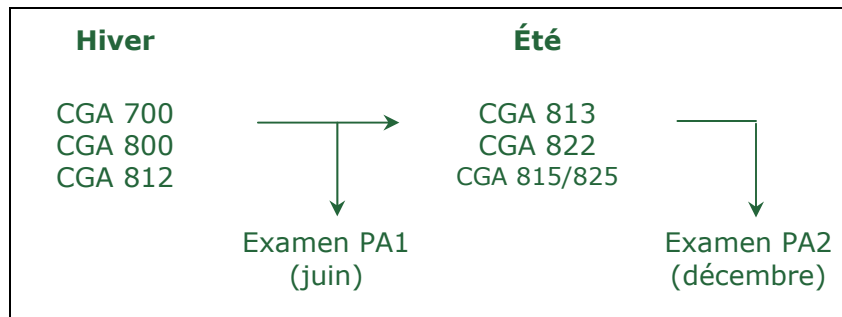 Hiver
Été
CGA 700
CGA 800
CGA 812
CGA 813
CGA 822
CGA 815/825
Examen PA1
(juin)
Examen PA2
(décembre)